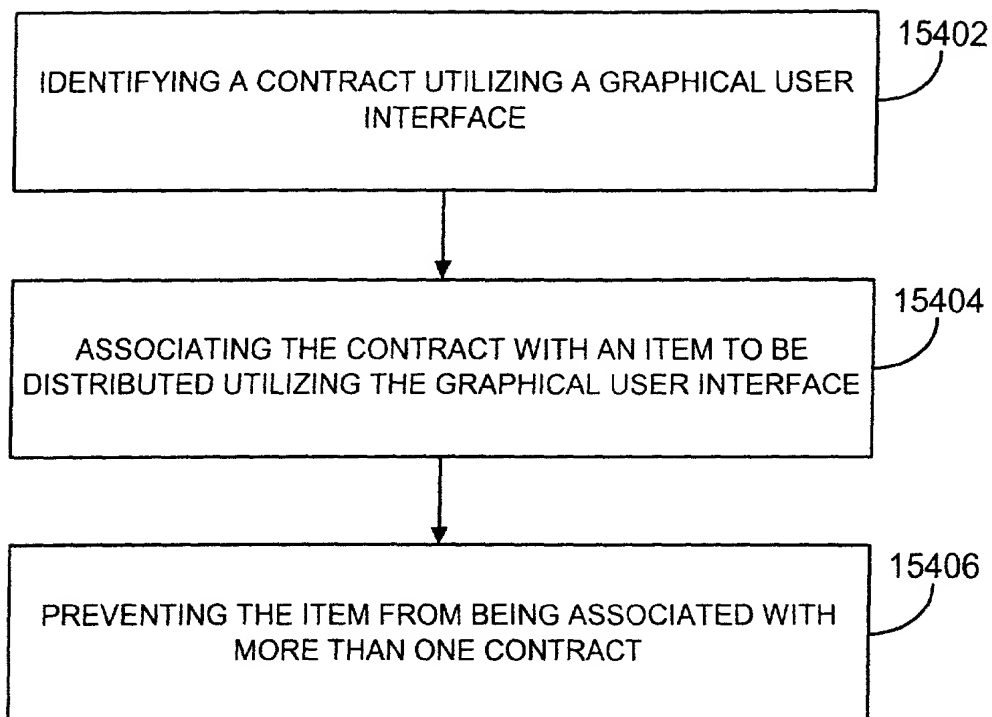 15402
IDENTIFYING A CONTRACT UTILIZING A GRAPHICAL USER
INTERFACE
15404
ASSOCIATING THE CONTRACT WITH AN ITEM TO BE
DISTRIBUTED UTILIZING THE GRAPHICAL USER INTERFACE
15406
PREVENTING THE ITEM FROM BEING ASSOCIATED WITH
MORE THAN ONE CONTRACT